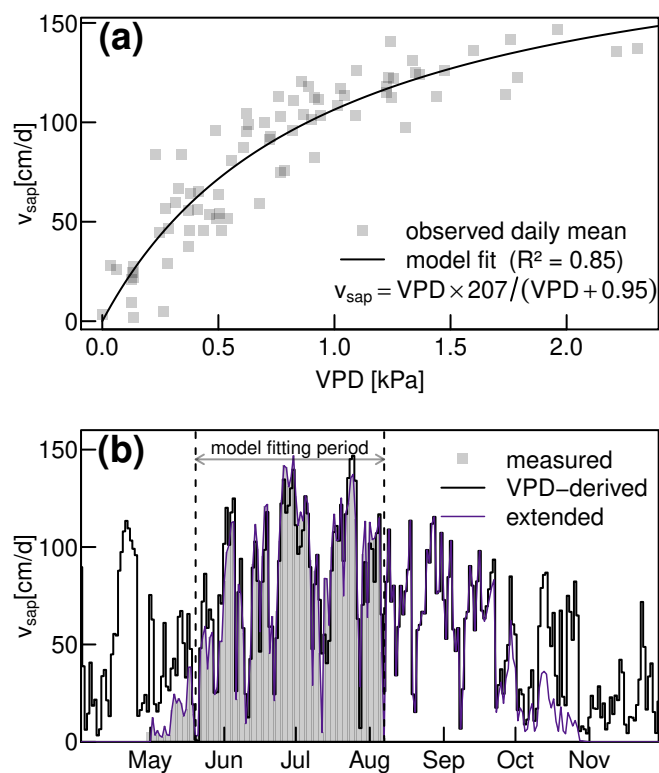 (a)
150
100
50
0
v_sap[cm/d]
observed daily mean
model fit (R² = 0.85)
v_sap = VPD × 207 / (VPD + 0.95)
0.0 0.5 1.0 1.5 2.0
VPD [kPa]
(b)
model fitting period
measured
VPD−derived
extended
150
100
50
0
v_sap[cm/d]
May Jun Jul Aug Sep Oct Nov